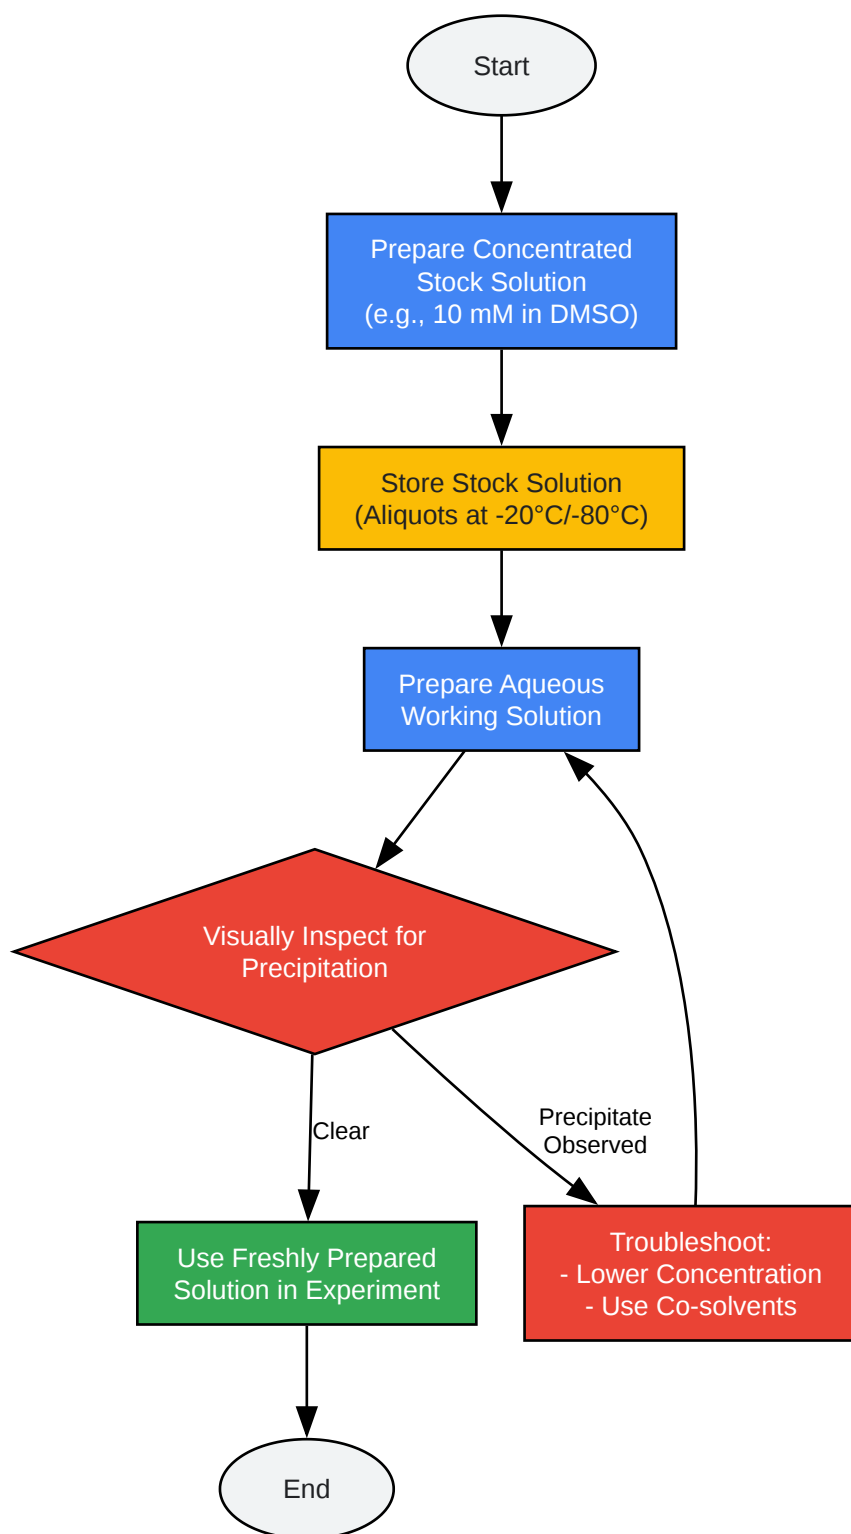 Start
Prepare Concentrated
Stock Solution
(e.g., 10 mM in DMSO)
Store Stock Solution
(Aliquots at -20°C/-80°C)
Prepare Aqueous
Working Solution
Visually Inspect for
Precipitation
Clear
Precipitate
Observed
Use Freshly Prepared
Solution in Experiment
Troubleshoot:
- Lower Concentration
- Use Co-solvents
End